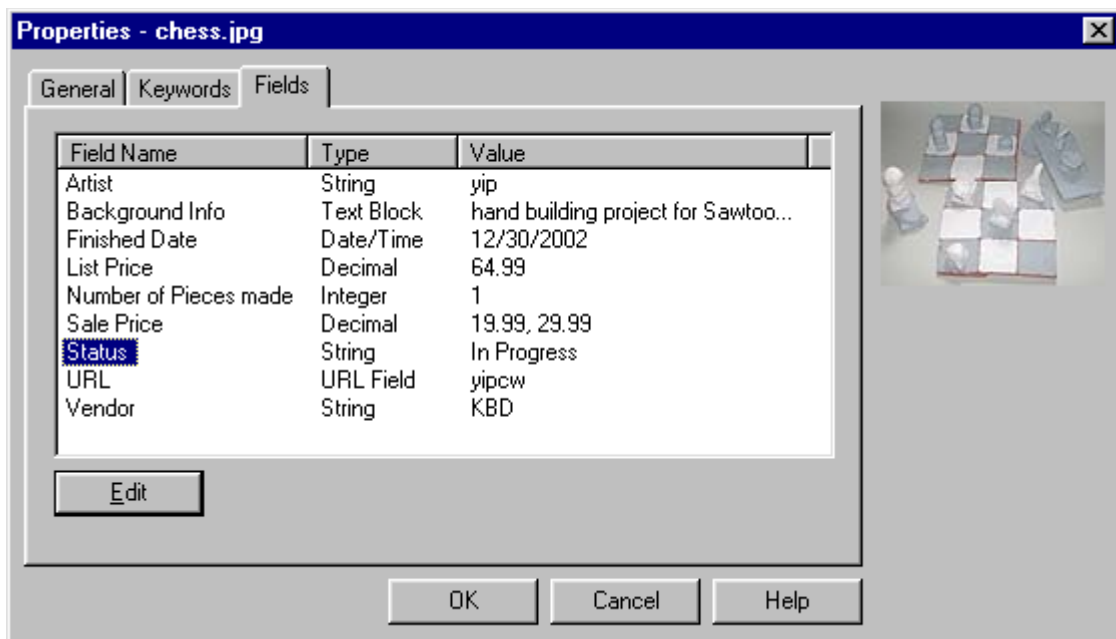 Properties - chess.jpg
General Keywords Fields
Field Name Type Value
Artist String yip
Background Info Text Block hand building project for Sawtoo...
Finished Date Date/Time 12/30/2002
List Price Decimal 64.99
Number of Pieces made Integer 1
Sale Price Decimal 19.99, 29.99
Status String In Progress
URL URL Field yipcw
Vendor String KBD
Edit
OK Cancel Help